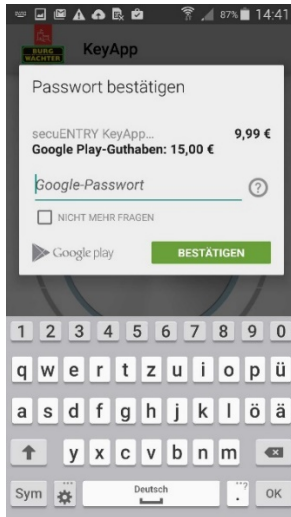 87% 14:41
BURG
WÄCHTER
KeyApp
Passwort bestätigen
secuENTRY KeyApp... 9,99 €
Google Play-Guthaben: 15,00 €
Google-Passwort ?
NICHT MEHR FRAGEN
Google play BESTÄTIGEN
1 2 3 4 5 6 7 8 9 0
q w e r t z u i o p ü
a s d f g h j k l ö ä
y x c v b n m
Sym Deutsch . ...? OK